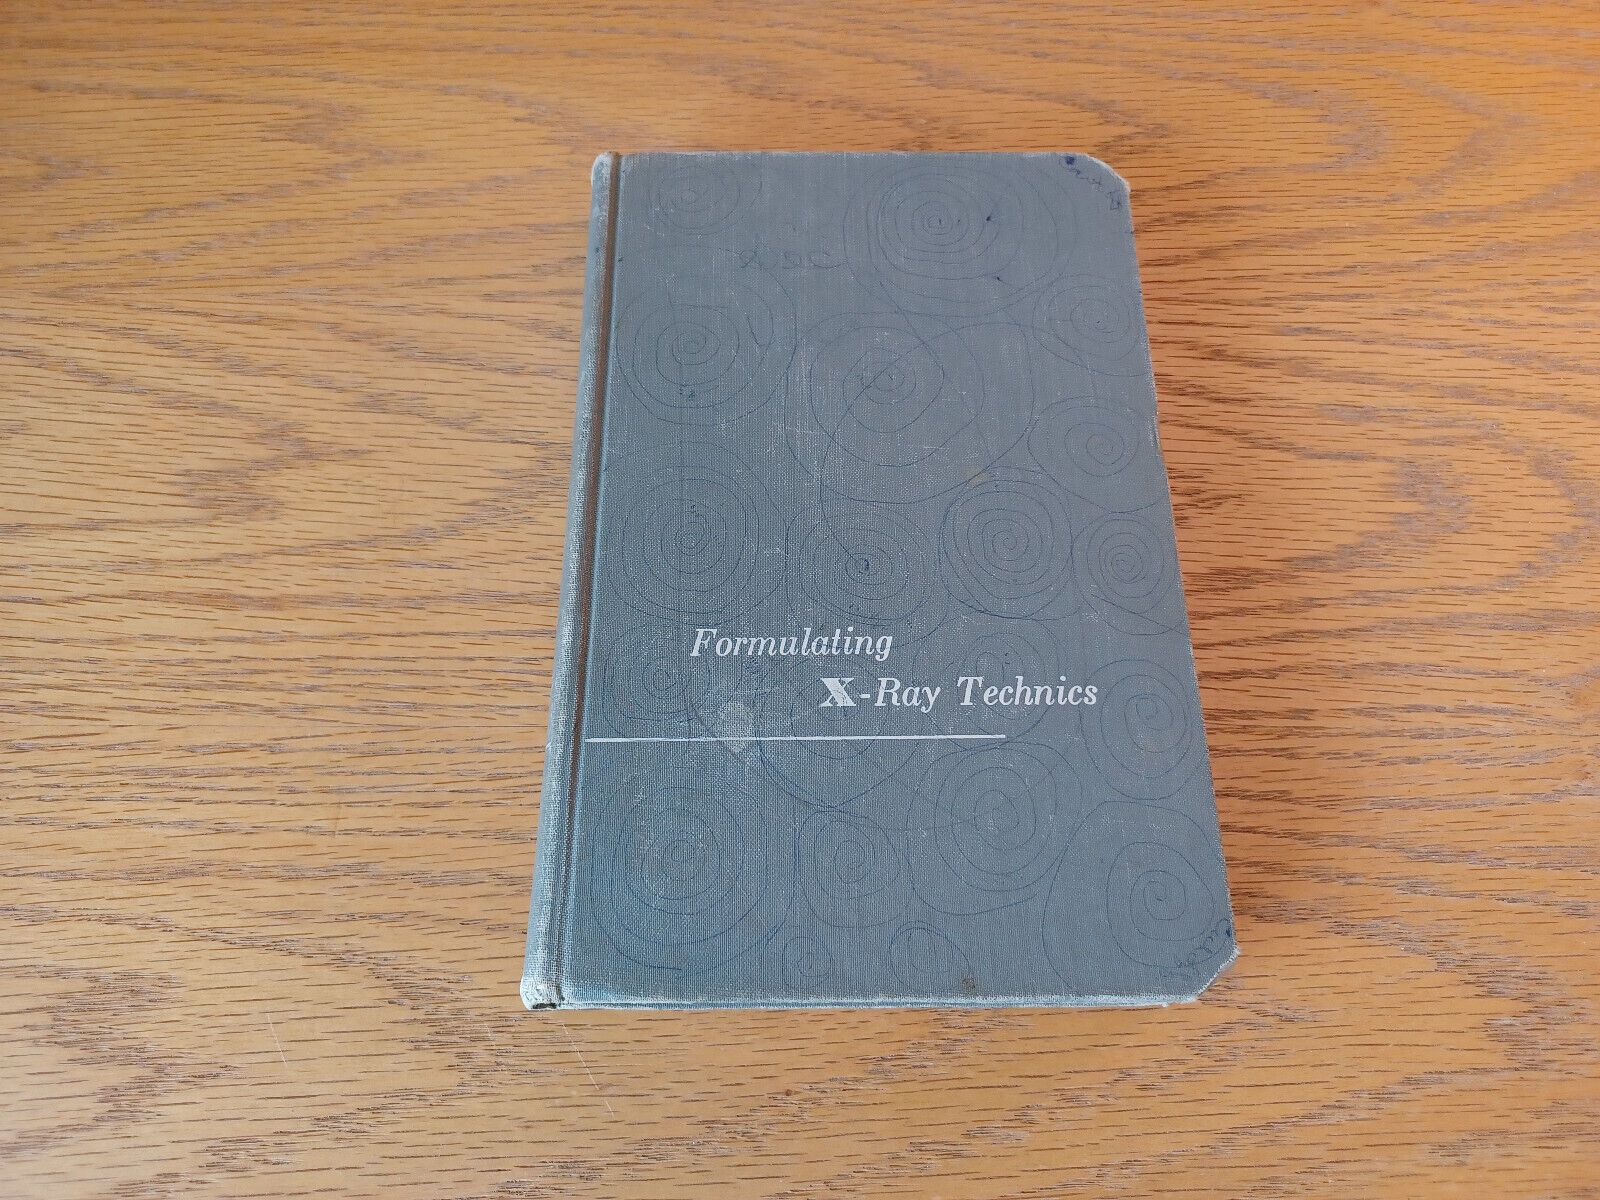 Formulating
X-Ray Technics